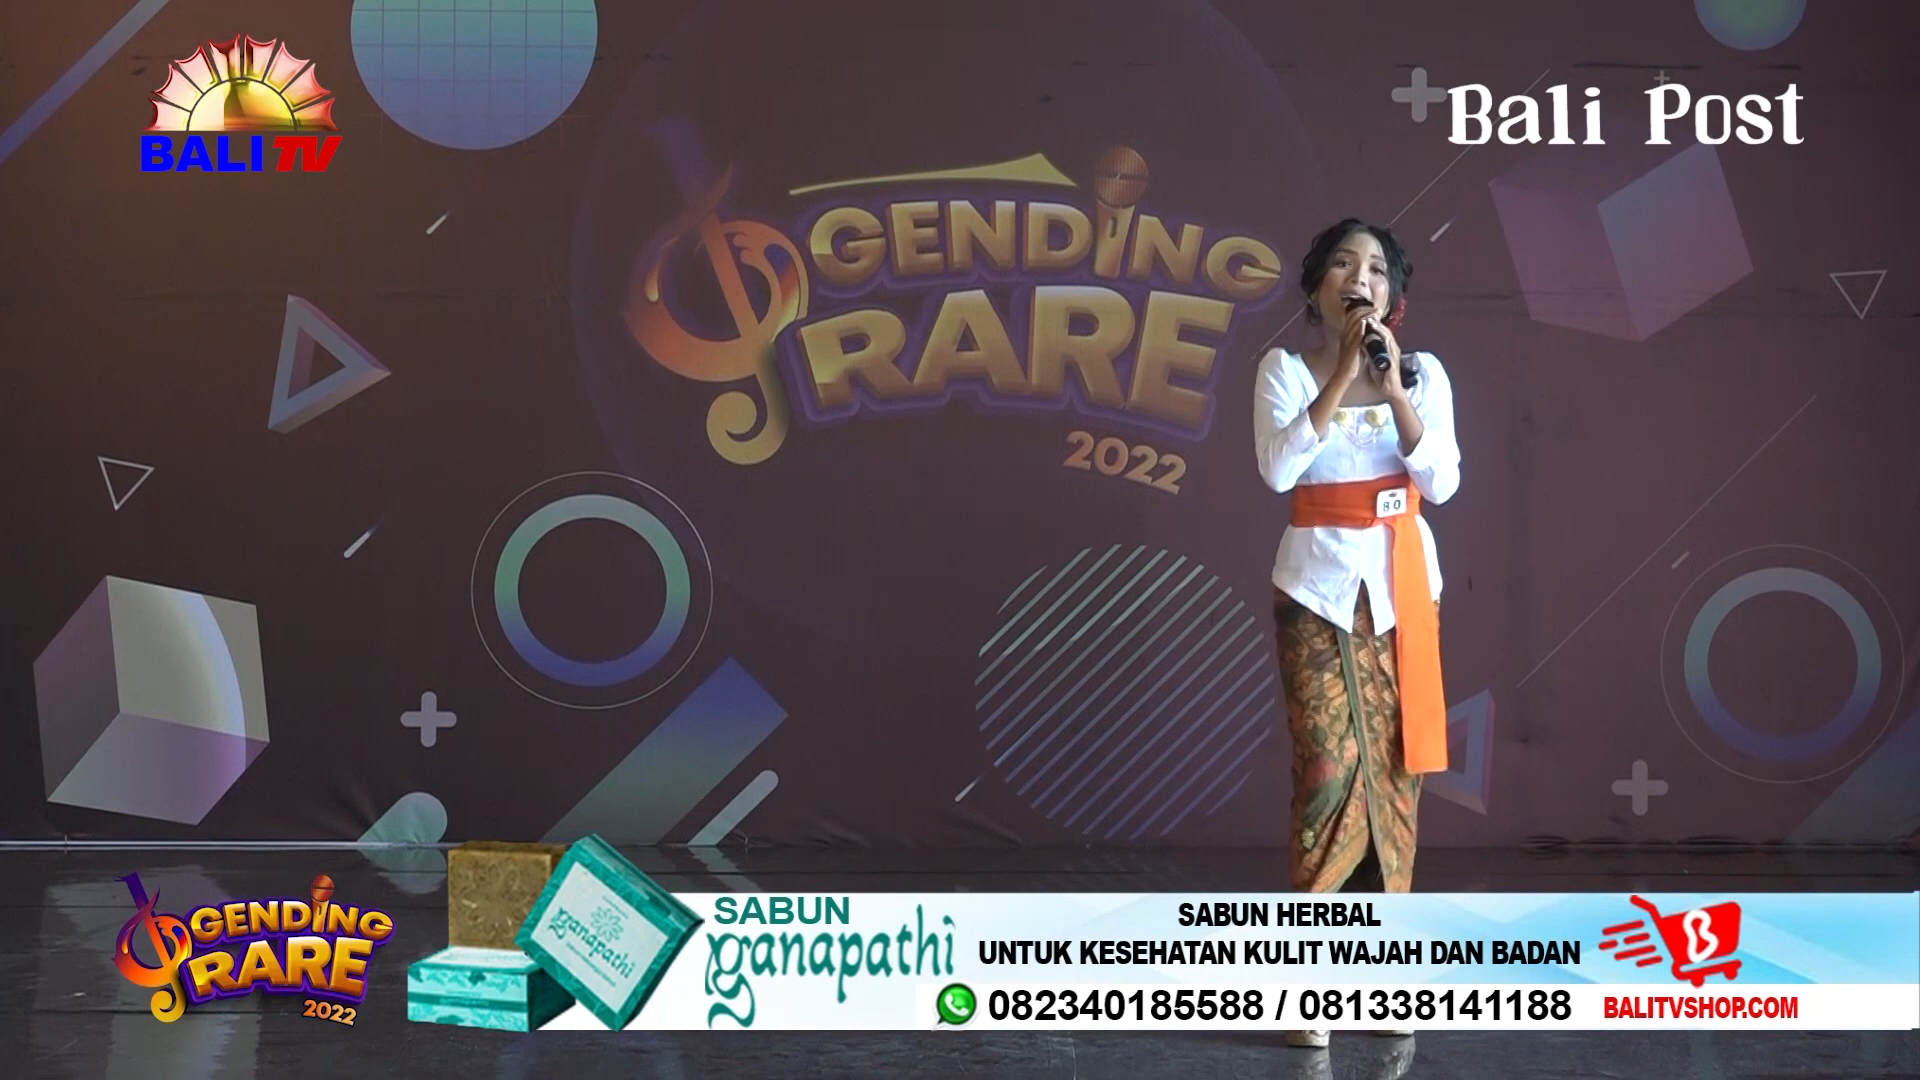 BALI TV
Bali Post
GENDING
RARE
2022
80
GENDING
RARE
2022
ganapathi
SABUN
ganapathi
SABUN HERBAL
UNTUK KESEHATAN KULIT WAJAH DAN BADAN
082340185588 / 081338141188
B
BALITVSHOP.COM